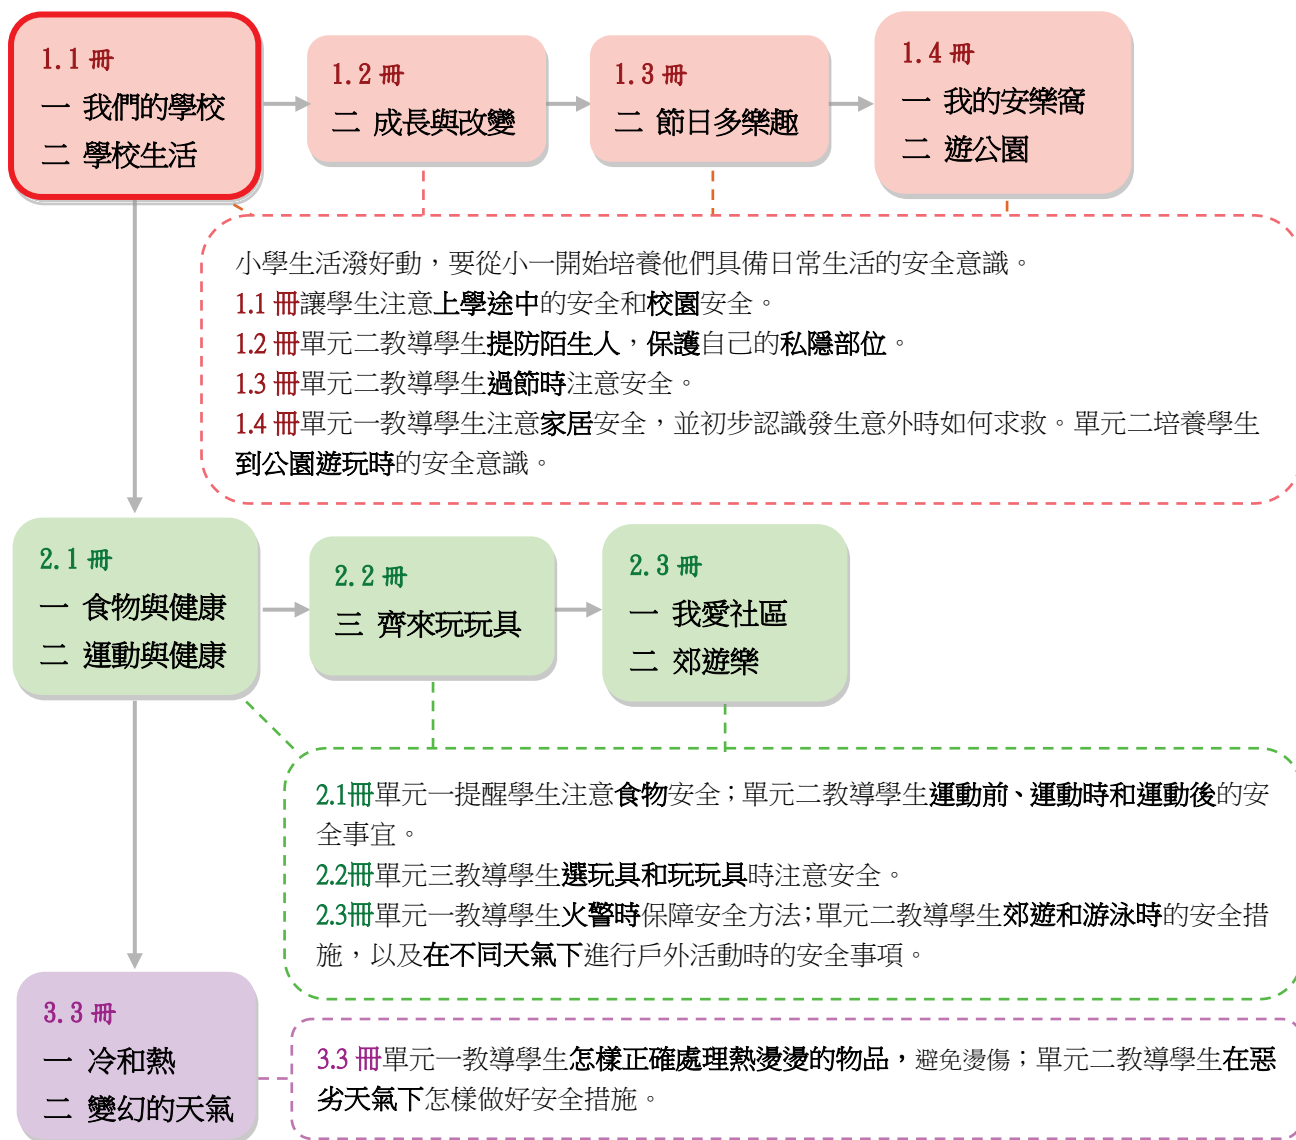 1.1 冊
一 我們的學校
二 學校生活
1.2 冊
二 成長與改變
1.3 冊
二 節日多樂趣
1.4 冊
一 我的安樂窩
二 遊公園
小學生活潑好動，要從小一開始培養他們具備日常生活的安全意識。
1.1 冊讓學生注意上學途中的安全和校園安全。
1.2 冊單元二教導學生提防陌生人，保護自己的私隱部位。
1.3 冊單元二教導學生過節時注意安全。
1.4 冊單元一教導學生注意家居安全，並初步認識發生意外時如何求救。單元二培養學生
到公園遊玩時的安全意識。
2.1 冊
一 食物與健康
二 運動與健康
2.2 冊
三 齊來玩玩具
2.3 冊
一 我愛社區
二 郊遊樂
2.1冊單元一提醒學生注意食物安全；單元二教導學生運動前、運動時和運動後的安
全事宜。
2.2冊單元三教導學生選玩具和玩玩具時注意安全。
2.3冊單元一教導學生火警時保障安全方法；單元二教導學生郊遊和游泳時的安全措
施，以及在不同天氣下進行戶外活動時的安全事項。
3.3 冊
一 冷和熱
二 變幻的天氣
3.3 冊單元一教導學生怎樣正確處理熱燙燙的物品，避免燙傷；單元二教導學生在惡
劣天氣下怎樣做好安全措施。